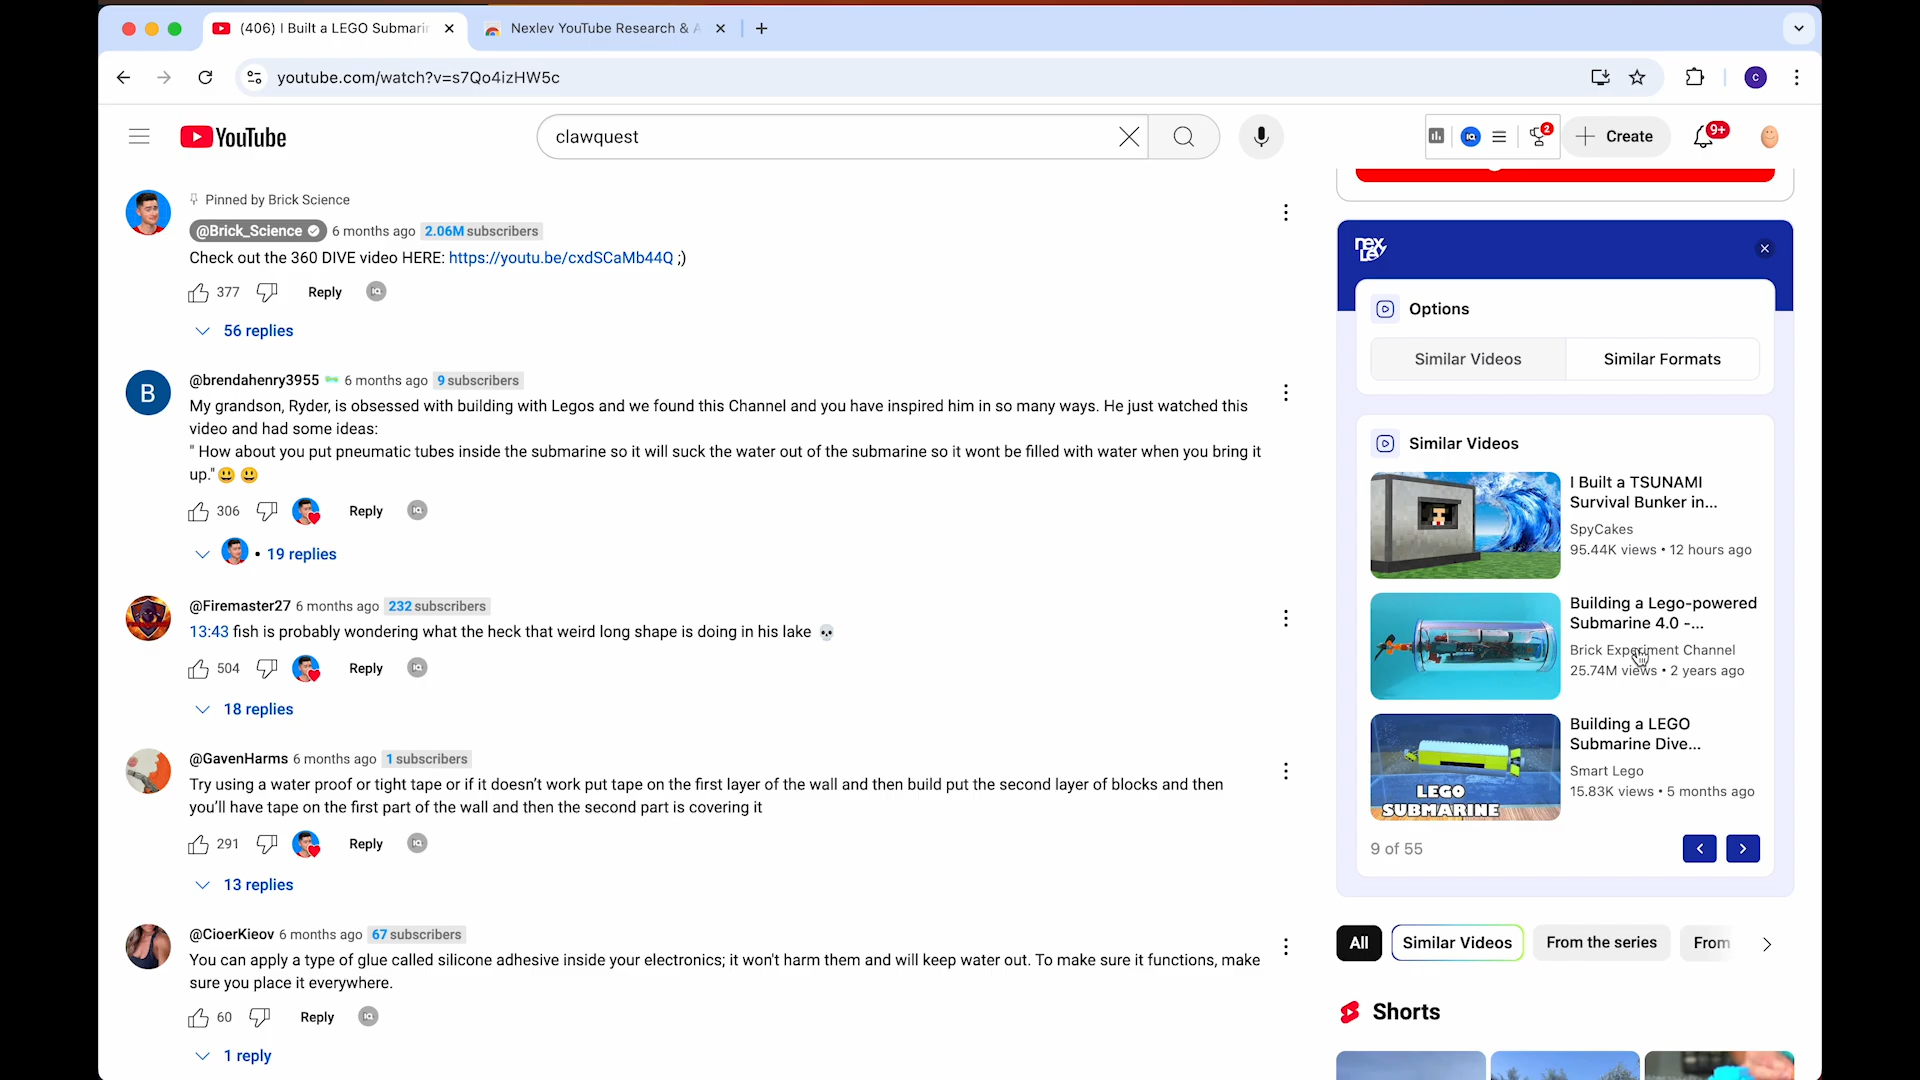 (406) I Built a LEGO Submarin
Nexlev YouTube Research & A
youtube.com/watch?v=s7Qo4izHW5c
C
YouTube
clawquest
IQ
2
Create
9+
Pinned by Brick Science
@Brick_Science 6 months ago 2.06M subscribers
Check out the 360 DIVE video HERE: https://youtu.be/cxdSCaMb44Q ;)
377 Reply IQ
56 replies
B
@brendahenry3955 6 months ago 9 subscribers
My grandson, Ryder, is obsessed with building with Legos and we found this Channel and you have inspired him in so many ways. He just watched this
video and had some ideas:
" How about you put pneumatic tubes inside the submarine so it will suck the water out of the submarine so it wont be filled with water when you bring it
up."😃 😃
306 Reply IQ
• 19 replies
@Firemaster27 6 months ago 232 subscribers
13:43 fish is probably wondering what the heck that weird long shape is doing in his lake 💀
504 Reply IQ
18 replies
@GavenHarms 6 months ago 1 subscribers
Try using a water proof or tight tape or if it doesn’t work put tape on the first layer of the wall and then build put the second layer of blocks and then
you’ll have tape on the first part of the wall and then the second part is covering it
291 Reply IQ
13 replies
@CioerKieov 6 months ago 67 subscribers
You can apply a type of glue called silicone adhesive inside your electronics; it won't harm them and will keep water out. To make sure it functions, make
sure you place it everywhere.
60 Reply IQ
1 reply
nexlev
Options
Similar Videos Similar Formats
Similar Videos
I Built a TSUNAMI
Survival Bunker in...
SpyCakes
95.44K views • 12 hours ago
Building a Lego-powered
Submarine 4.0 -...
Brick Experiment Channel
25.74M views • 2 years ago
LEGO
SUBMARINE
Building a LEGO
Submarine Dive...
Smart Lego
15.83K views • 5 months ago
9 of 55
All Similar Videos From the series From
Shorts